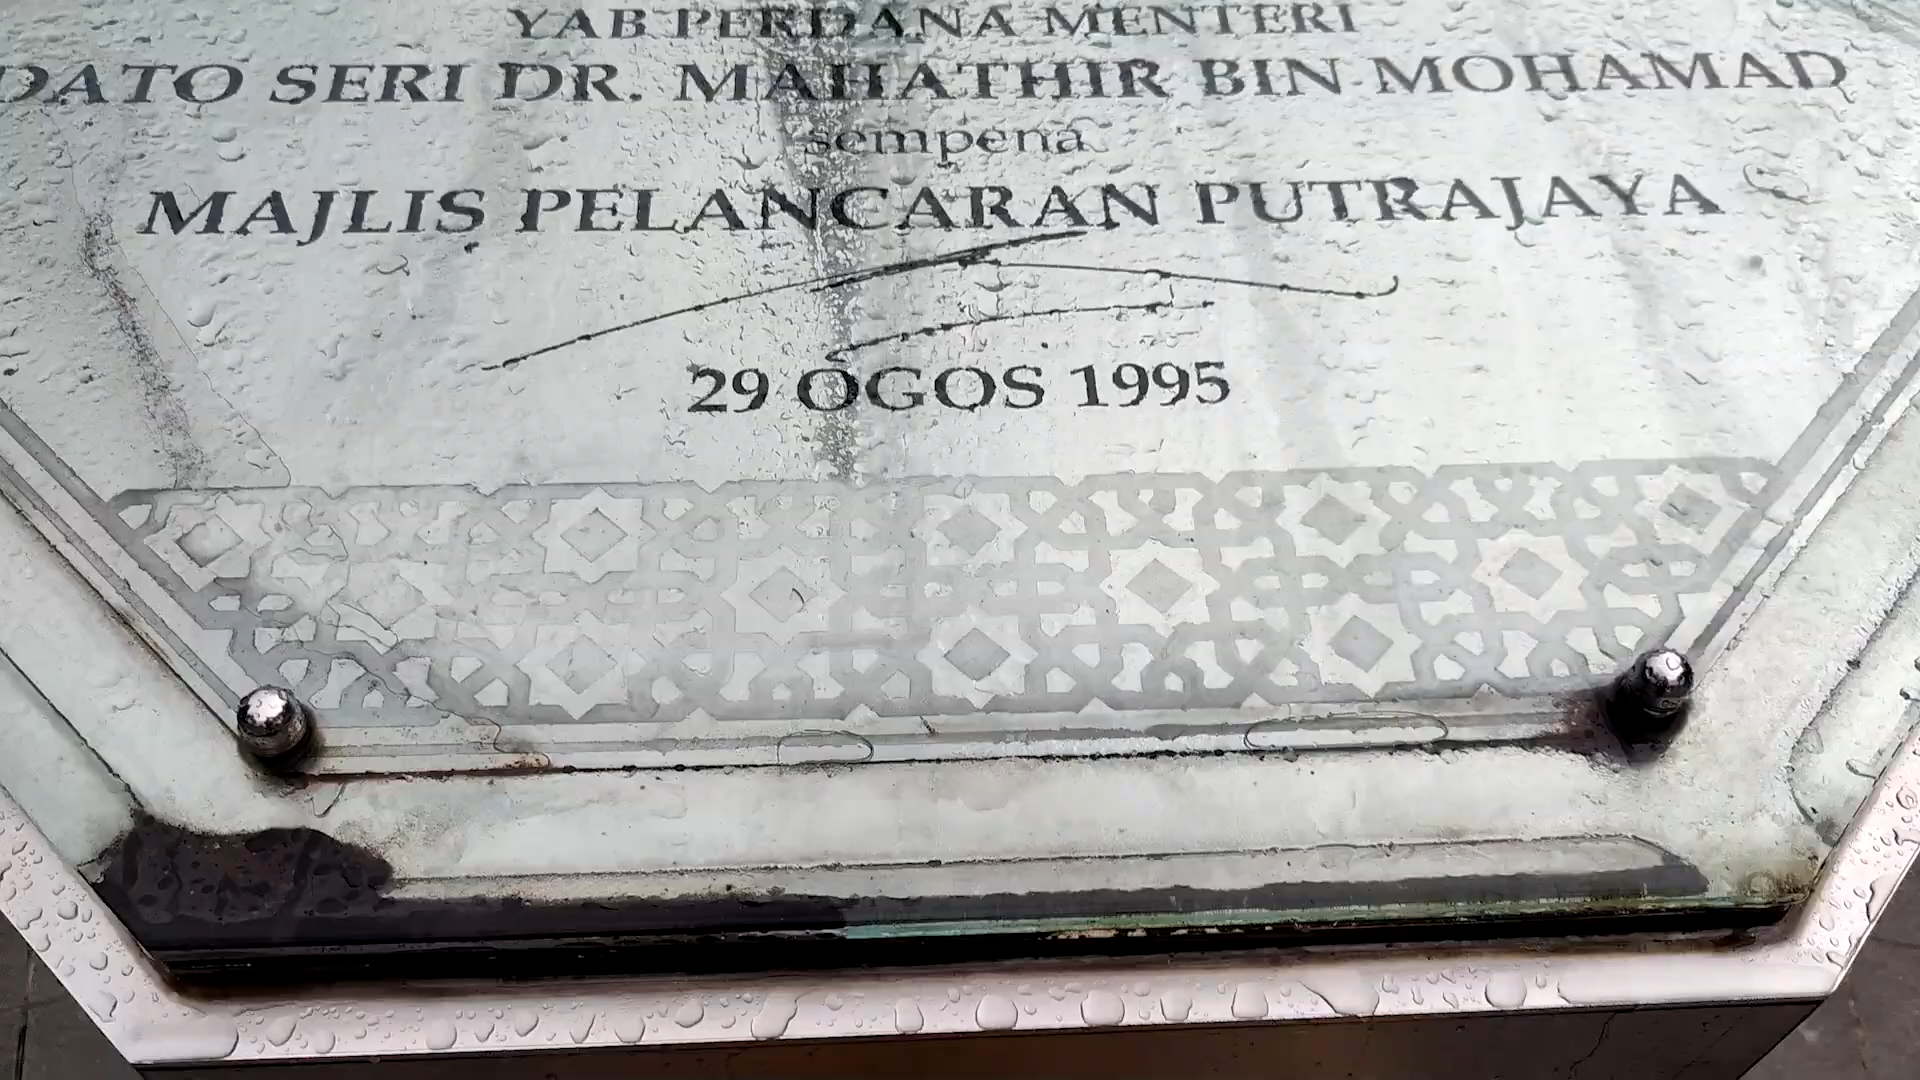 YAB PERDANA MENTERI
DATO SERI DR. MAHATHIR BIN MOHAMAD
sempena
MAJLIS PELANCARAN PUTRAJAYA
29 OGOS 1995